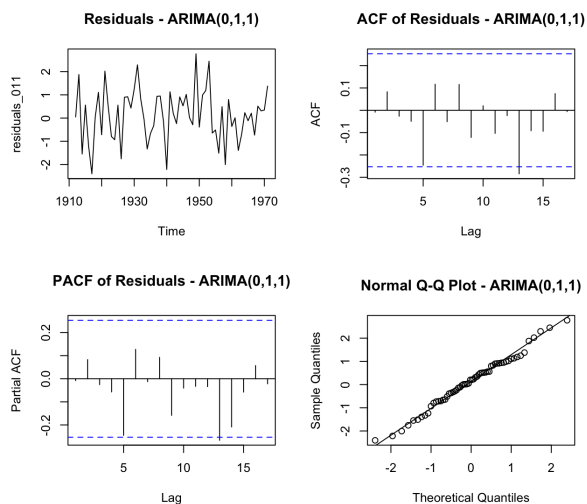 Residuals - ARIMA(0,1,1)
residuals_011
2
1
0
-1
-2
1910
1930
1950
1970
Time
ACF of Residuals - ARIMA(0,1,1)
ACF
0.1
-0.1
-0.3
5
10
15
Lag
PACF of Residuals - ARIMA(0,1,1)
Partial ACF
0.2
0.0
-0.2
5
10
15
Lag
Normal Q-Q Plot - ARIMA(0,1,1)
Sample Quantiles
2
1
0
-1
-2
-2
-1
0
1
2
Theoretical Quantiles